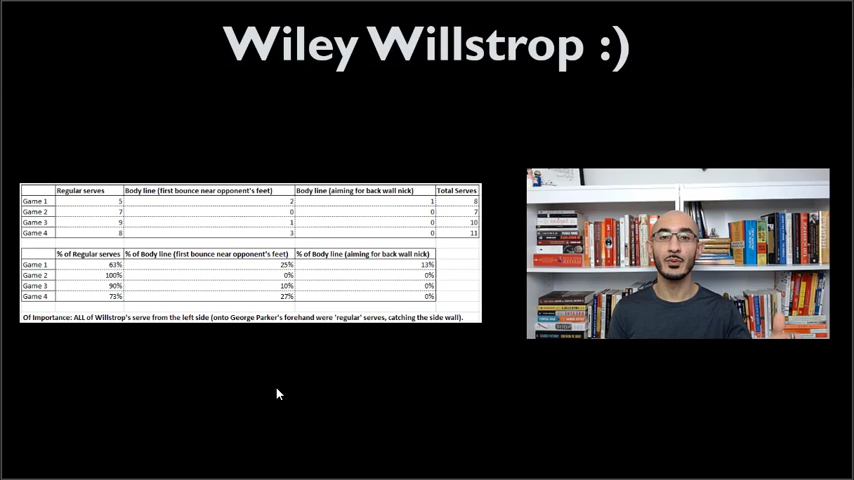 Wiley Willstrop :)
Regular serves Body line (first bounce near opponent's feet) Body line (aiming for back wall nick) Total Serves
Game 1 5 2 1 8
Game 2 7 0 0 7
Game 3 9 1 0 10
Game 4 8 3 0 11
% of Regular serves % of Body line (first bounce near opponent's feet) % of Body line (aiming for back wall nick)
Game 1 63% 25% 13%
Game 2 100% 0% 0%
Game 3 90% 10% 0%
Game 4 73% 27% 0%
Of Importance: ALL of Willstrop's serve from the left side (onto George Parker's forehand were 'regular' serves, catching the side wall).